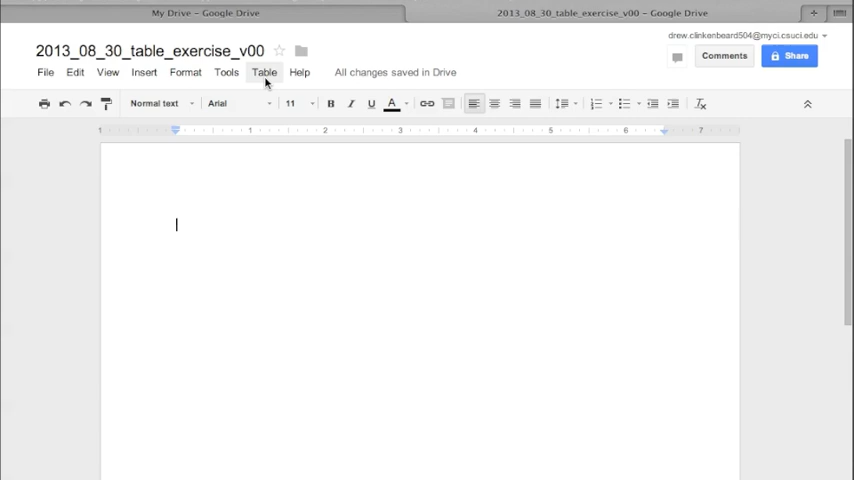 My Drive – Google Drive
2013_08_30_table_exercise_v00 – Google Drive
drew.clinkenbeard504@myci.csuci.edu
2013_08_30_table_exercise_v00
Comments
Share
File Edit View Insert Format Tools Table Help All changes saved in Drive
Normal text Arial 11 B I U A
1 1 2 3 4 5 6 7